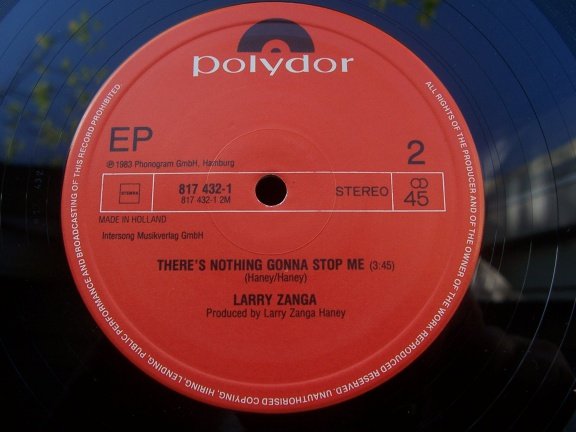 polydor
EP
℗ 1983 Phonogram GmbH, Hamburg
2
STEMRA
817 432-1
817 432-1 2M
STEREO
45
MADE IN HOLLAND
Intersong Musikverlag GmbH
THERE'S NOTHING GONNA STOP ME (3:45)
(Haney/Haney)
LARRY ZANGA
Produced by Larry Zanga Haney
ALL RIGHTS OF THE PRODUCER AND OF THE OWNER OF THE WORK REPRODUCED RESERVED. UNAUTHORISED COPYING, HIRING, LENDING, PUBLIC PERFORMANCE AND BROADCASTING OF THIS RECORD PROHIBITED.